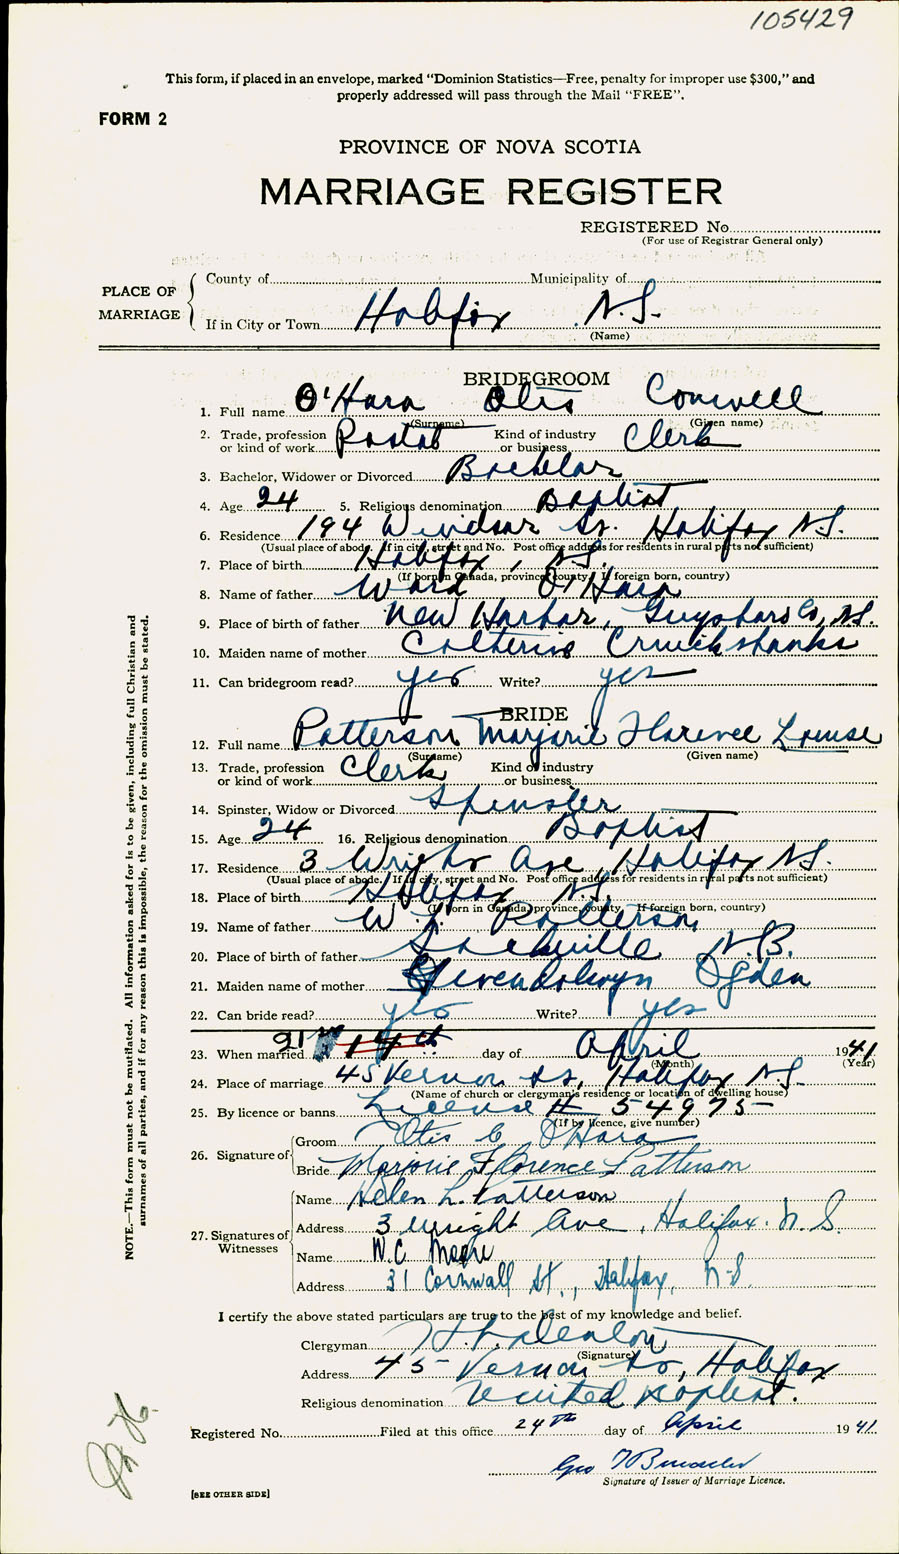 105429
This form, if placed in an envelope, marked "Dominion Statistics—Free, penalty for improper use $300," and
properly addressed will pass through the Mail "FREE".
FORM 2
PROVINCE OF NOVA SCOTIA
MARRIAGE REGISTER
REGISTERED No
(For use of Registrar General only)
PLACE OF MARRIAGE
County of Municipality of
If in City or Town Halifax N.S.
(Name)
BRIDEGROOM
1. Full name O'Hara Otis Conwell
(Surname) (Given name)
2. Trade, profession or kind of work Postal Kind of industry or business Clerk
3. Bachelor, Widower or Divorced Bachelor
4. Age 24 5. Religious denomination Baptist
6. Residence 194 Windsor St. Halifax N.S.
(Usual place of abode. If in city, street and No. Post office address for residents in rural parts not sufficient)
7. Place of birth Halifax, N.S.
(If born in Canada, province, county. If foreign born, country)
8. Name of father Ward O'Hara
9. Place of birth of father New Harbor, Guysboro Co, N.S.
10. Maiden name of mother Catherine Cruickshanks
11. Can bridegroom read? yes Write? yes
BRIDE
12. Full name Patterson Marjorie Florence Louise
(Surname) (Given name)
13. Trade, profession or kind of work Clerk Kind of industry or business
14. Spinster, Widow or Divorced Spinster
15. Age 24 16. Religious denomination Baptist
17. Residence 3 Wright Ave, Halifax N.S.
(Usual place of abode. If in city, street and No. Post office address for residents in rural parts not sufficient)
18. Place of birth Halifax N.S.
(If born in Canada, province, county. If foreign born, country)
19. Name of father W. Patterson
20. Place of birth of father Sackville N.B.
21. Maiden name of mother Gwendolwyn Ogden
22. Can bride read? yes Write? yes
23. When married 21 14th day of April 1941
(Month) (Year)
24. Place of marriage 45 Vernon St, Halifax N.S.
(Name of church or clergyman's residence or location of dwelling house)
25. By licence or banns License # 54975
(If by licence, give number)
26. Signature of
Groom Otis C O'Hara
Bride Marjorie Florence Patterson
27. Signatures of Witnesses
Name Helen L. Patterson
Address 3 Wright Ave, Halifax. N.S
Name W.C Moore
Address 31 Cornwall St., Halifax, N.S
I certify the above stated particulars are true to the best of my knowledge and belief.
Clergyman
(Signature)
Address 45 Vernon St, Halifax
Religious denomination United Baptist.
Registered No. Filed at this office 24th day of April 1941.
Geo
Signature of Issuer of Marriage Licence.
[SEE OTHER SIDE]
NOTE.—This form must not be mutilated. All information asked for is to be given, including full Christian and
surnames of all parties, and if for any reason this is impossible, the reason for the omission must be stated.